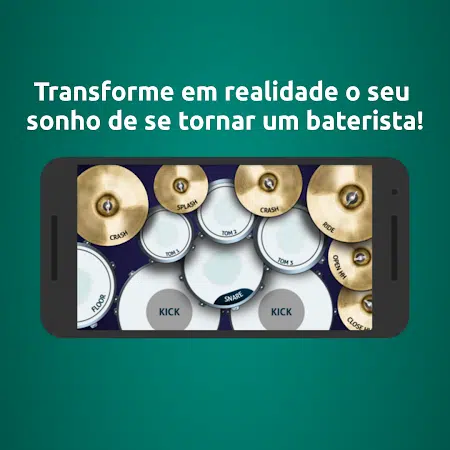 Transforme em realidade o seu
sonho de se tornar um baterista!
CRASH
SPLASH
CRASH
RIDE
TOM 1
TOM 2
TOM 3
OPEN HH
FLOOR
SNARE
KICK
KICK
CLOSE HH